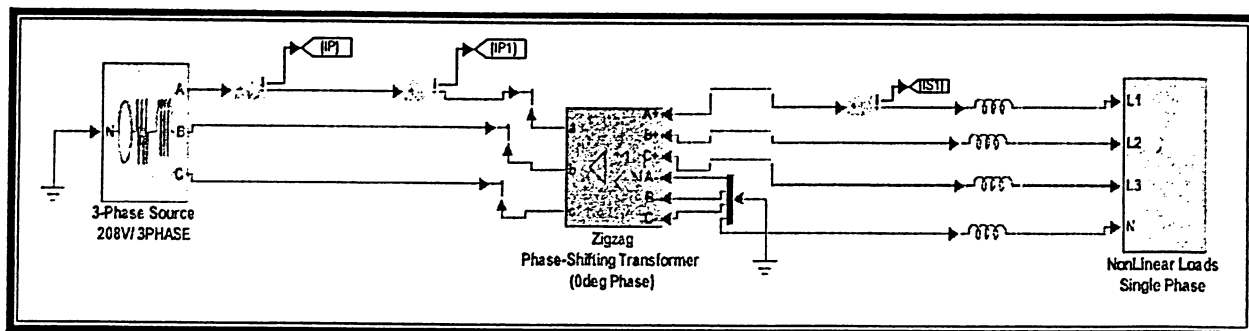 (IP)
(IP1)
(IS1)
A
N
B
C
a
b
c
A+
B+
C+
A
B
C
L1
L2
L3
N
3-Phase Source
208V/3PHASE
Zigzag
Phase-Shifting Transformer
(0deg Phase)
NonLinear Loads
Single Phase